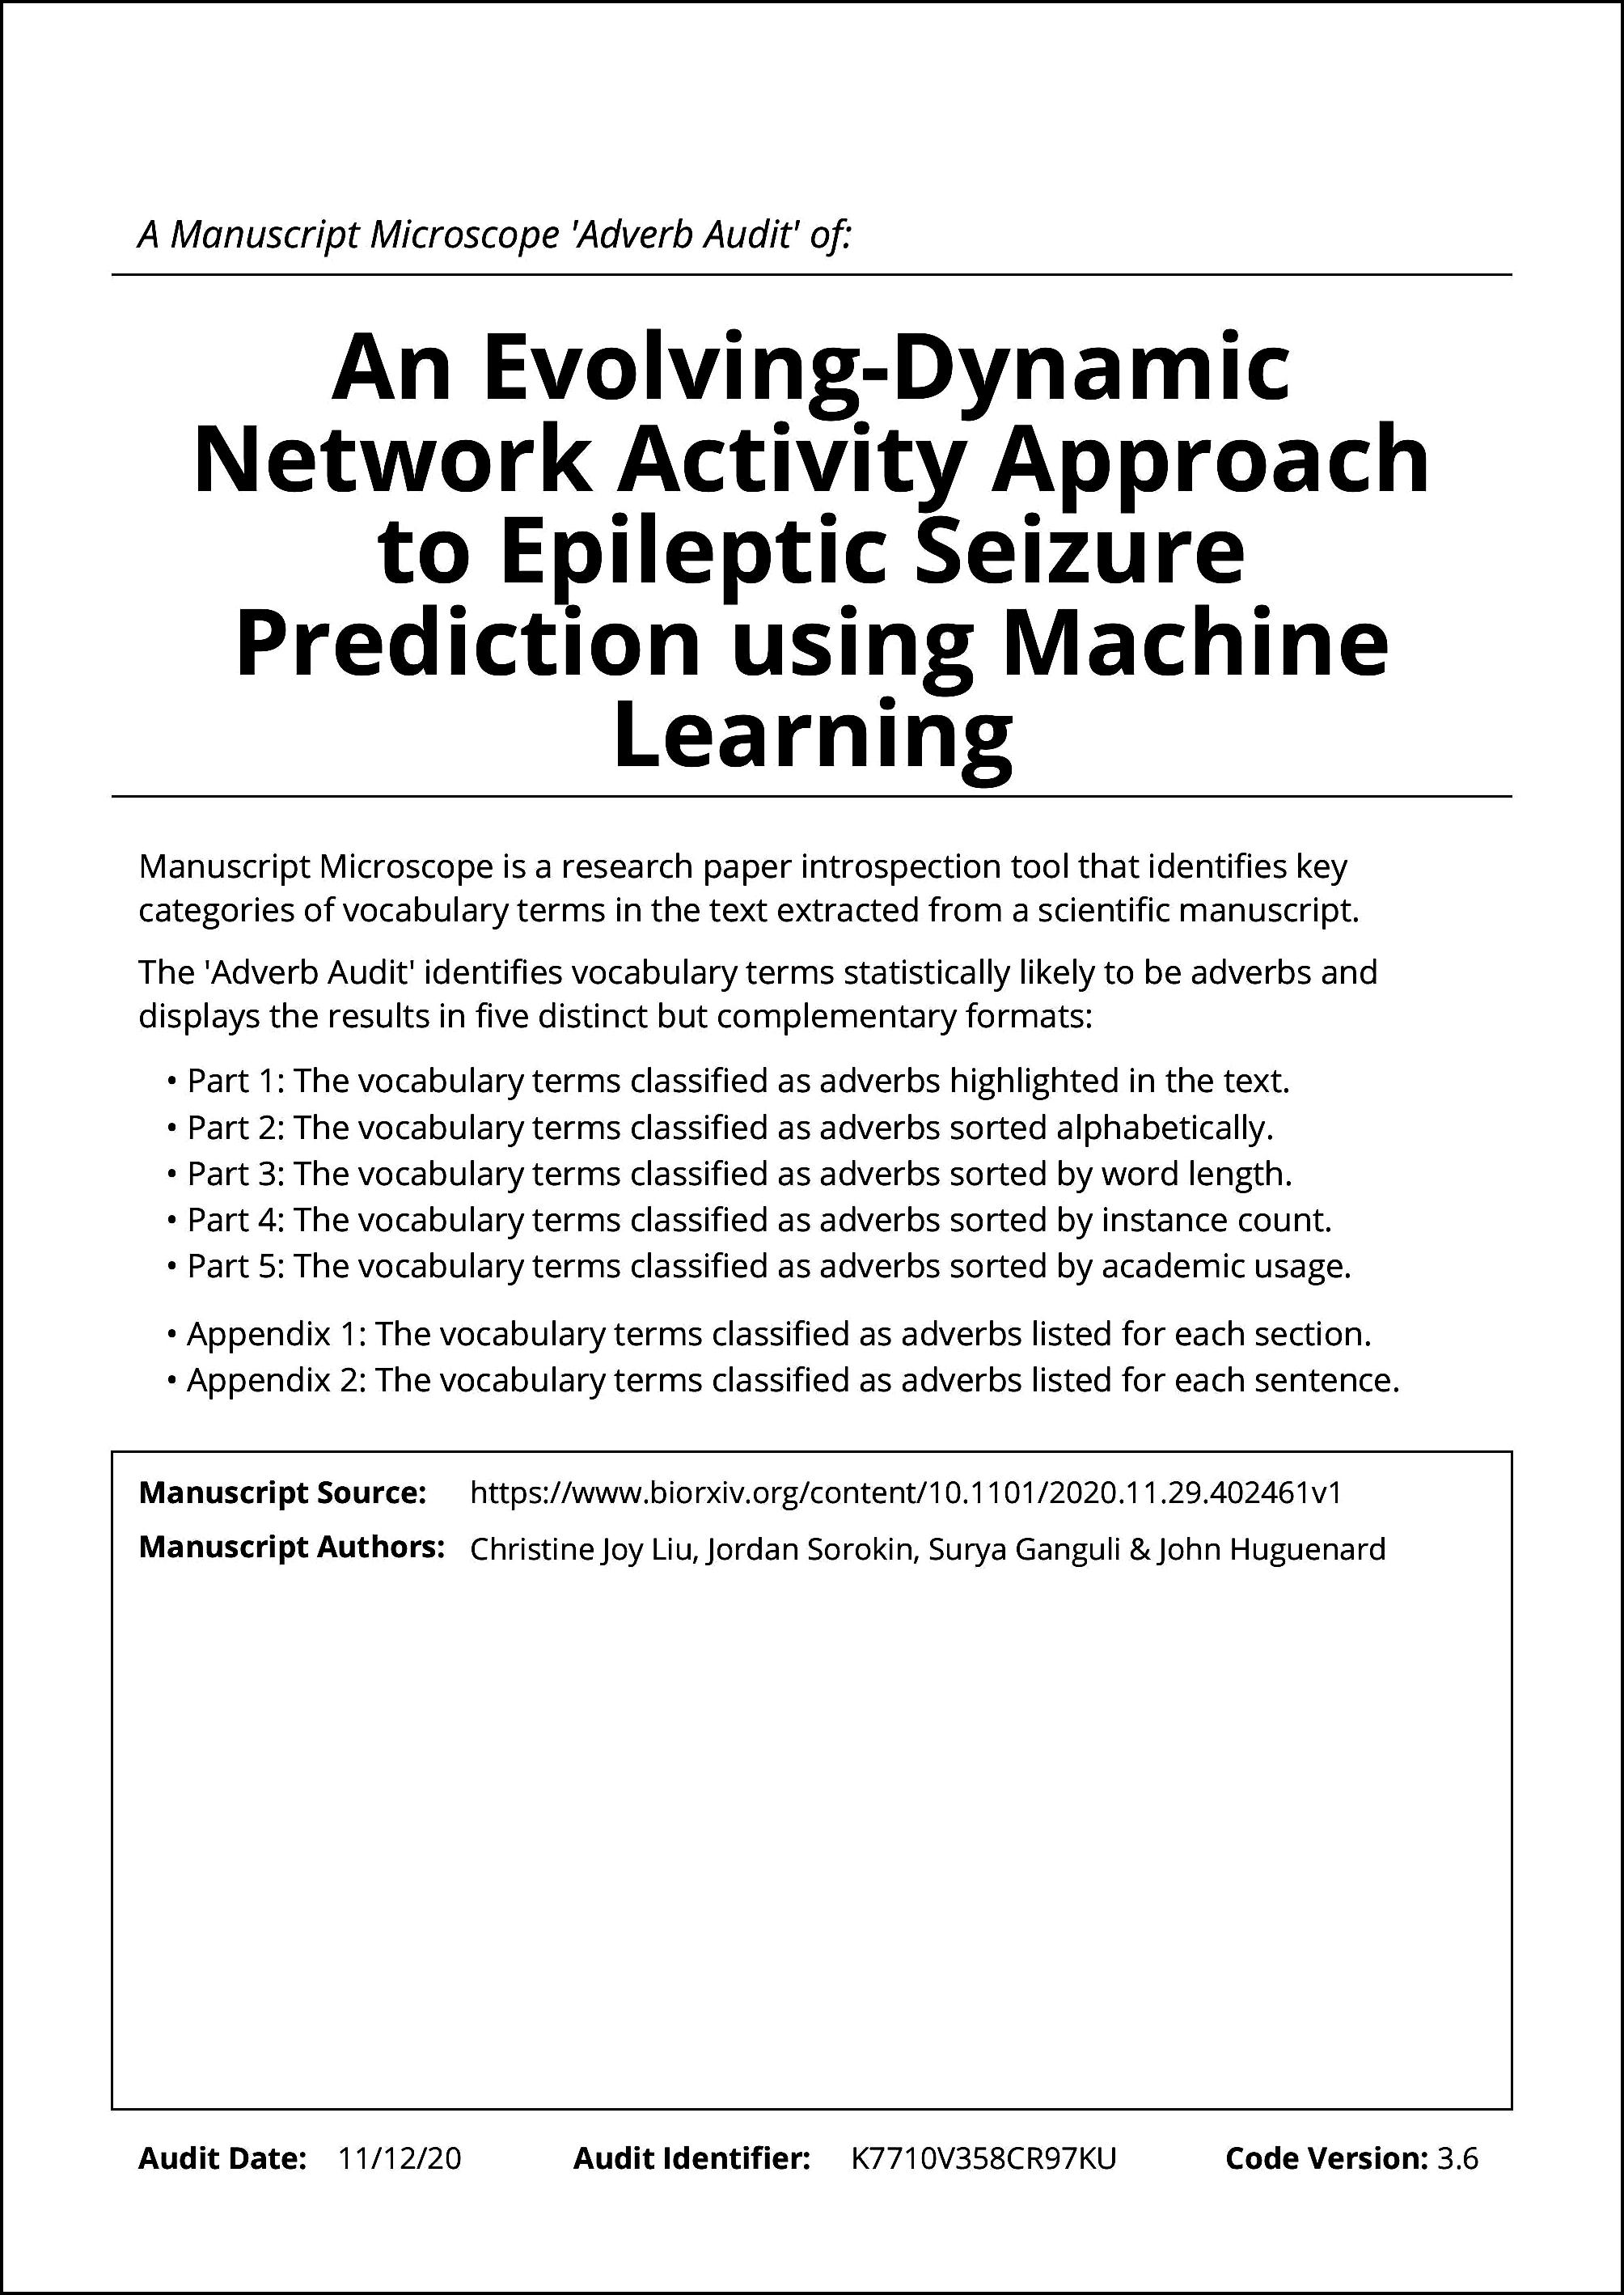 A Manuscript Microscope 'Adverb Audit' of:
An Evolving-Dynamic
Network Activity Approach
to Epileptic Seizure
Prediction using Machine
Learning
Manuscript Microscope is a research paper introspection tool that identifies key
categories of vocabulary terms in the text extracted from a scientific manuscript.
The 'Adverb Audit' identifies vocabulary terms statistically likely to be adverbs and
displays the results in five distinct but complementary formats:
• Part 1: The vocabulary terms classified as adverbs highlighted in the text.
• Part 2: The vocabulary terms classified as adverbs sorted alphabetically.
• Part 3: The vocabulary terms classified as adverbs sorted by word length.
• Part 4: The vocabulary terms classified as adverbs sorted by instance count.
• Part 5: The vocabulary terms classified as adverbs sorted by academic usage.
• Appendix 1: The vocabulary terms classified as adverbs listed for each section.
• Appendix 2: The vocabulary terms classified as adverbs listed for each sentence.
Manuscript Source: https://www.biorxiv.org/content/10.1101/2020.11.29.402461v1
Manuscript Authors: Christine Joy Liu, Jordan Sorokin, Surya Ganguli & John Huguenard
Audit Date: 11/12/20 Audit Identifier: K7710V358CR97KU Code Version: 3.6